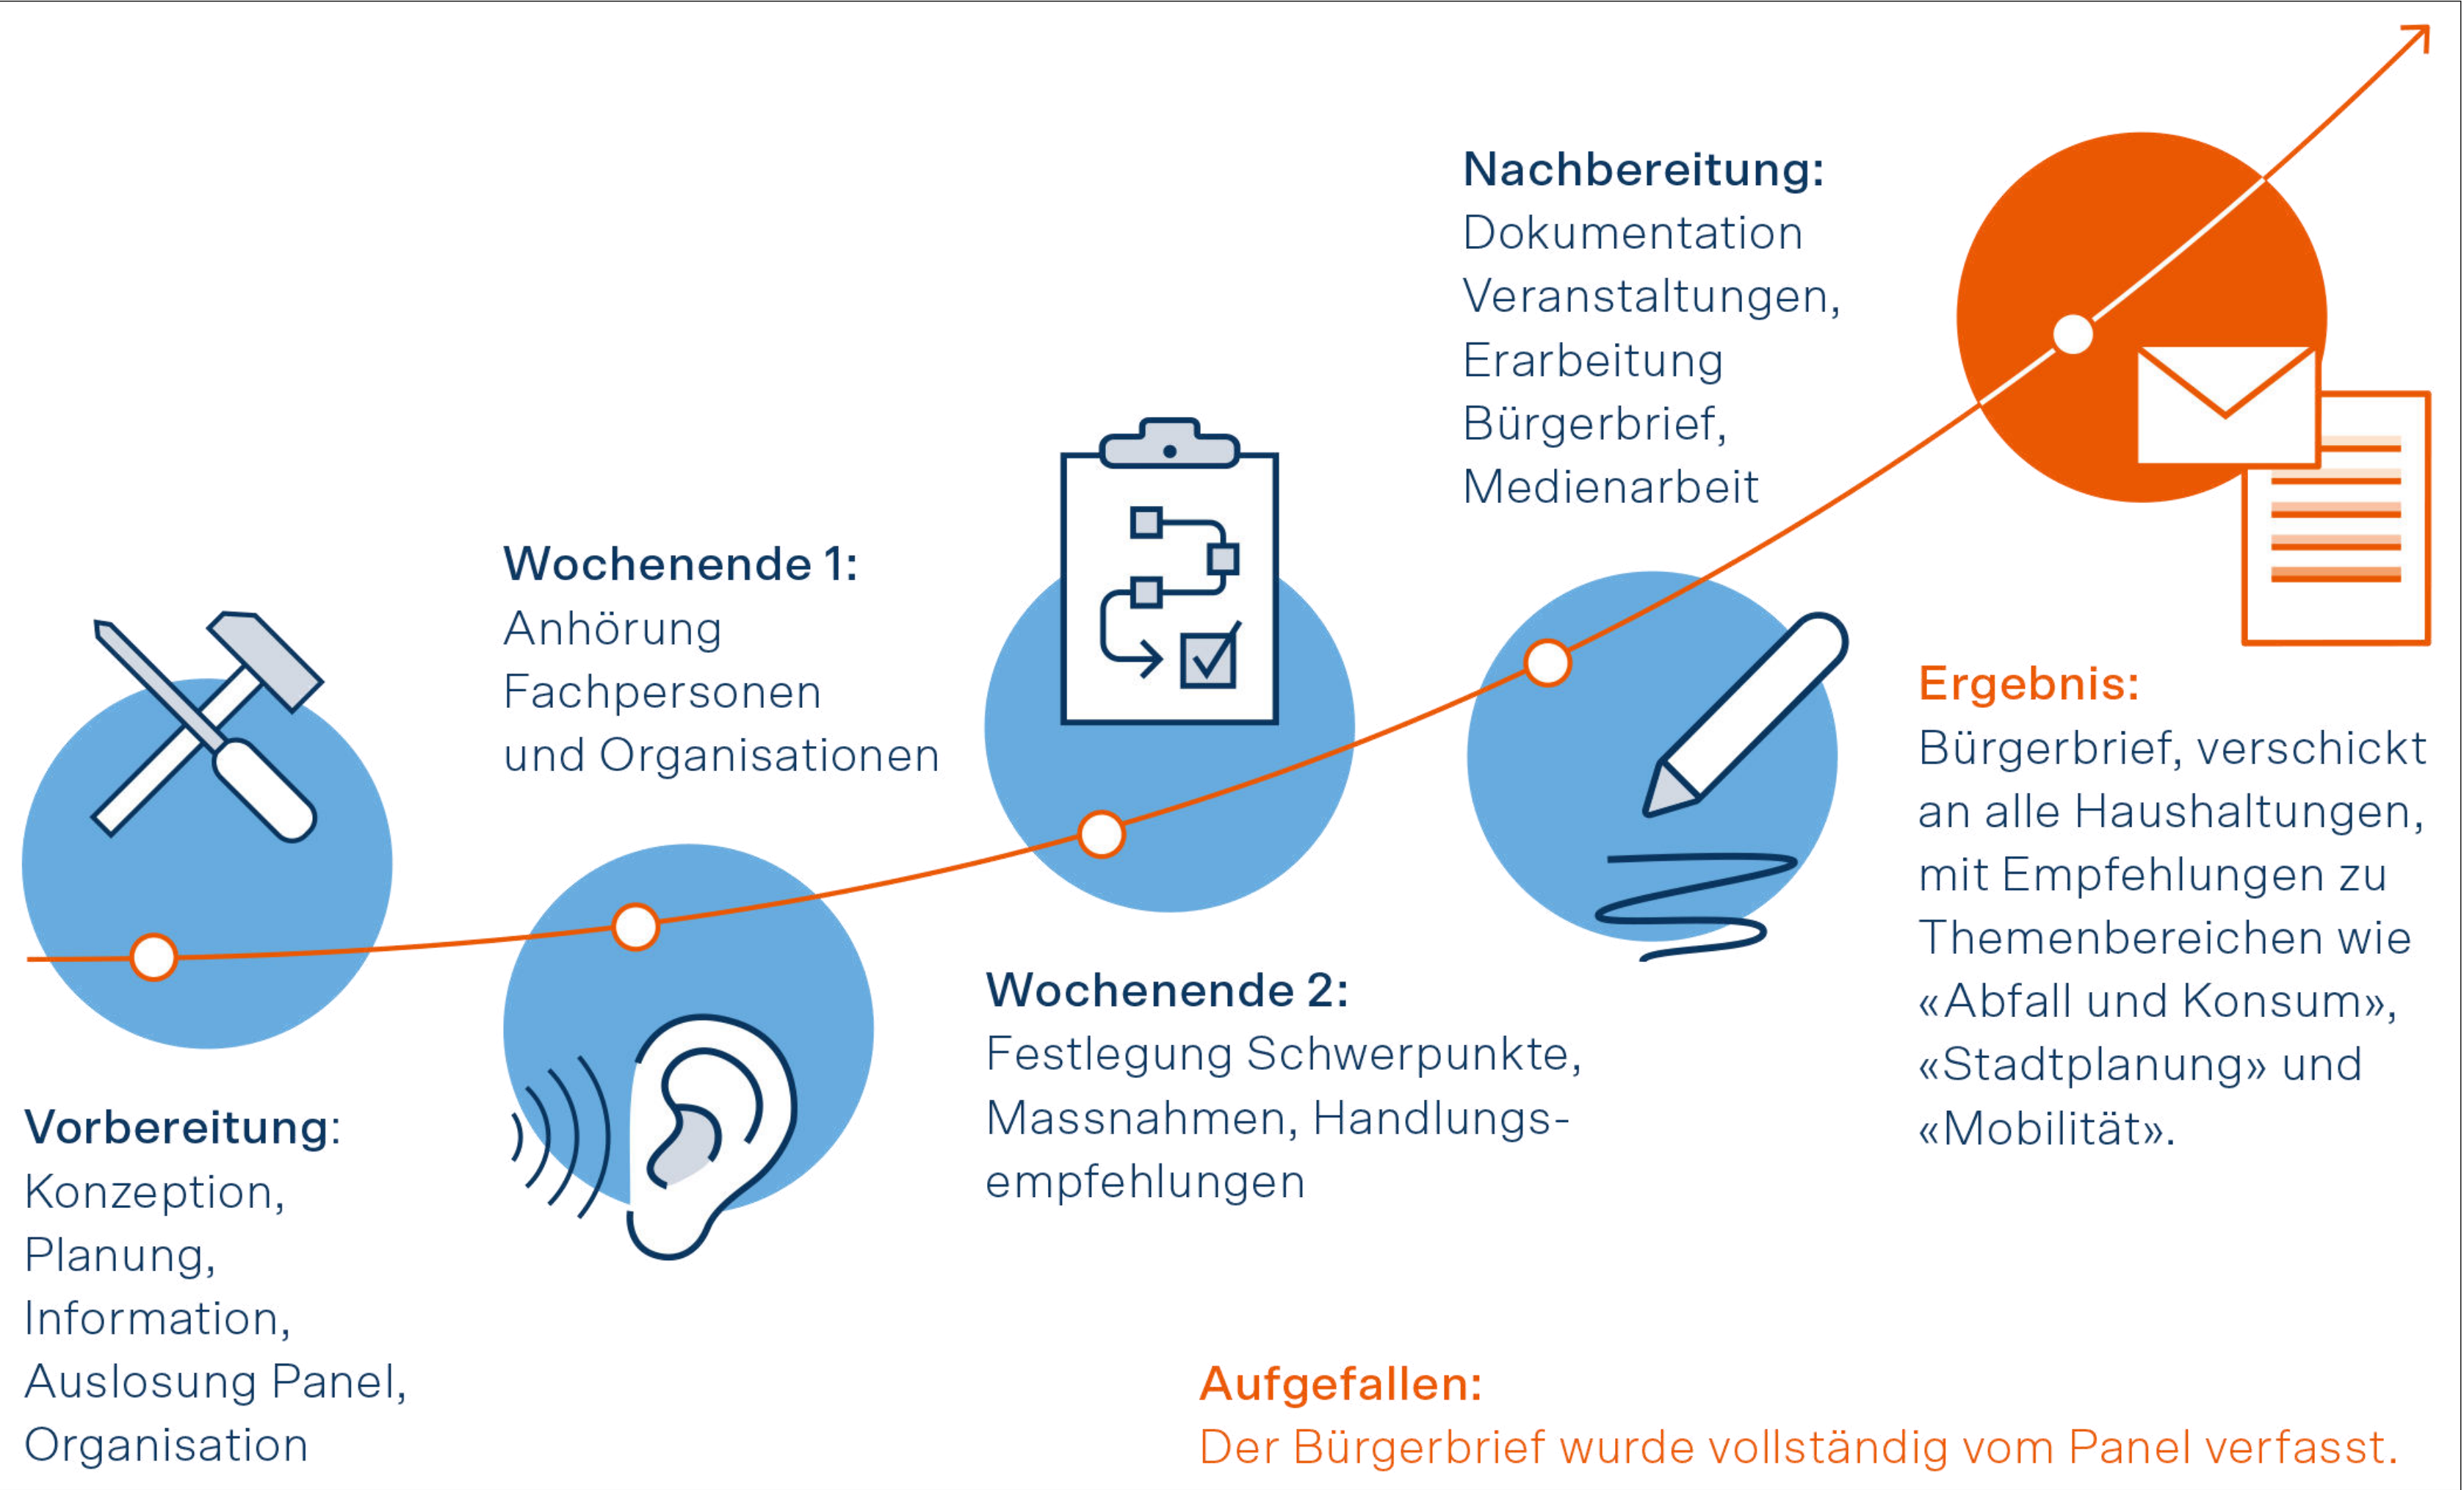 Vorbereitung:
Konzeption,
Planung,
Information,
Auslosung Panel,
Organisation
Wochenende 1:
Anhörung
Fachpersonen
und Organisationen
Wochenende 2:
Festlegung Schwerpunkte,
Massnahmen, Handlungs-
empfehlungen
Nachbereitung:
Dokumentation
Veranstaltungen,
Erarbeitung
Bürgerbrief,
Medienarbeit
Ergebnis:
Bürgerbrief, verschickt
an alle Haushaltungen,
mit Empfehlungen zu
Themenbereichen wie
«Abfall und Konsum»,
«Stadtplanung» und
«Mobilität».
Aufgefallen:
Der Bürgerbrief wurde vollständig vom Panel verfasst.